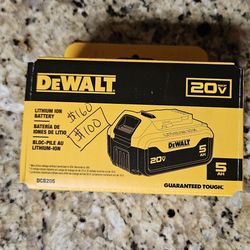 DEWALT
20V
LITHIUM ION
BATTERY
BATERÍA DE
IONES DE LITIO
BLOC-PILE AU
LITHIUM-ION
$160
$100
20V
DEWALT
5
AH
5
AH
DCB205
GUARANTEED TOUGH.